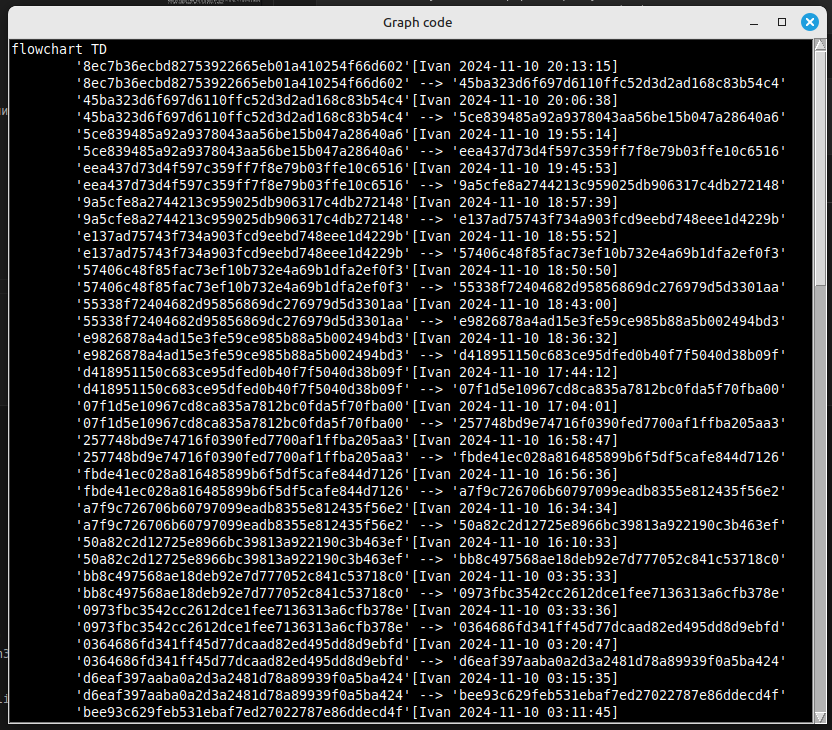 Graph code
flowchart TD
'8ec7b36ecbd82753922665eb01a410254f66d602'[Ivan 2024-11-10 20:13:15]
'8ec7b36ecbd82753922665eb01a410254f66d602' --> '45ba323d6f697d6110ffc52d3d2ad168c83b54c4'
'45ba323d6f697d6110ffc52d3d2ad168c83b54c4'[Ivan 2024-11-10 20:06:38]
'45ba323d6f697d6110ffc52d3d2ad168c83b54c4' --> '5ce839485a92a9378043aa56be15b047a28640a6'
'5ce839485a92a9378043aa56be15b047a28640a6'[Ivan 2024-11-10 19:55:14]
'5ce839485a92a9378043aa56be15b047a28640a6' --> 'eea437d73d4f597c359ff7f8e79b03ffe10c6516'
'eea437d73d4f597c359ff7f8e79b03ffe10c6516'[Ivan 2024-11-10 19:45:53]
'eea437d73d4f597c359ff7f8e79b03ffe10c6516' --> '9a5cfe8a2744213c959025db906317c4db272148'
'9a5cfe8a2744213c959025db906317c4db272148'[Ivan 2024-11-10 18:57:39]
'9a5cfe8a2744213c959025db906317c4db272148' --> 'e137ad75743f734a903fcd9eebd748eee1d4229b'
'e137ad75743f734a903fcd9eebd748eee1d4229b'[Ivan 2024-11-10 18:55:52]
'e137ad75743f734a903fcd9eebd748eee1d4229b' --> '57406c48f85fac73ef10b732e4a69b1dfa2ef0f3'
'57406c48f85fac73ef10b732e4a69b1dfa2ef0f3'[Ivan 2024-11-10 18:50:50]
'57406c48f85fac73ef10b732e4a69b1dfa2ef0f3' --> '55338f72404682d95856869dc276979d5d3301aa'
'55338f72404682d95856869dc276979d5d3301aa'[Ivan 2024-11-10 18:43:00]
'55338f72404682d95856869dc276979d5d3301aa' --> 'e9826878a4ad15e3fe59ce985b88a5b002494bd3'
'e9826878a4ad15e3fe59ce985b88a5b002494bd3'[Ivan 2024-11-10 18:36:32]
'e9826878a4ad15e3fe59ce985b88a5b002494bd3' --> 'd418951150c683ce95dfed0b40f7f5040d38b09f'
'd418951150c683ce95dfed0b40f7f5040d38b09f'[Ivan 2024-11-10 17:44:12]
'd418951150c683ce95dfed0b40f7f5040d38b09f' --> '07f1d5e10967cd8ca835a7812bc0fda5f70fba00'
'07f1d5e10967cd8ca835a7812bc0fda5f70fba00'[Ivan 2024-11-10 17:04:01]
'07f1d5e10967cd8ca835a7812bc0fda5f70fba00' --> '257748bd9e74716f0390fed7700af1ffba205aa3'
'257748bd9e74716f0390fed7700af1ffba205aa3'[Ivan 2024-11-10 16:58:47]
'257748bd9e74716f0390fed7700af1ffba205aa3' --> 'fbde41ec028a816485899b6f5df5cafe844d7126'
'fbde41ec028a816485899b6f5df5cafe844d7126'[Ivan 2024-11-10 16:56:36]
'fbde41ec028a816485899b6f5df5cafe844d7126' --> 'a7f9c726706b60797099eadb8355e812435f56e2'
'a7f9c726706b60797099eadb8355e812435f56e2'[Ivan 2024-11-10 16:34:34]
'a7f9c726706b60797099eadb8355e812435f56e2' --> '50a82c2d12725e8966bc39813a922190c3b463ef'
'50a82c2d12725e8966bc39813a922190c3b463ef'[Ivan 2024-11-10 16:10:33]
'50a82c2d12725e8966bc39813a922190c3b463ef' --> 'bb8c497568ae18deb92e7d777052c841c53718c0'
'bb8c497568ae18deb92e7d777052c841c53718c0'[Ivan 2024-11-10 03:35:33]
'bb8c497568ae18deb92e7d777052c841c53718c0' --> '0973fbc3542cc2612dce1fee7136313a6cfb378e'
'0973fbc3542cc2612dce1fee7136313a6cfb378e'[Ivan 2024-11-10 03:33:36]
'0973fbc3542cc2612dce1fee7136313a6cfb378e' --> '0364686fd341ff45d77dcaad82ed495dd8d9ebfd'
'0364686fd341ff45d77dcaad82ed495dd8d9ebfd'[Ivan 2024-11-10 03:20:47]
'0364686fd341ff45d77dcaad82ed495dd8d9ebfd' --> 'd6eaf397aaba0a2d3a2481d78a89939f0a5ba424'
'd6eaf397aaba0a2d3a2481d78a89939f0a5ba424'[Ivan 2024-11-10 03:15:35]
'd6eaf397aaba0a2d3a2481d78a89939f0a5ba424' --> 'bee93c629feb531ebaf7ed27022787e86ddecd4f'
'bee93c629feb531ebaf7ed27022787e86ddecd4f'[Ivan 2024-11-10 03:11:45]